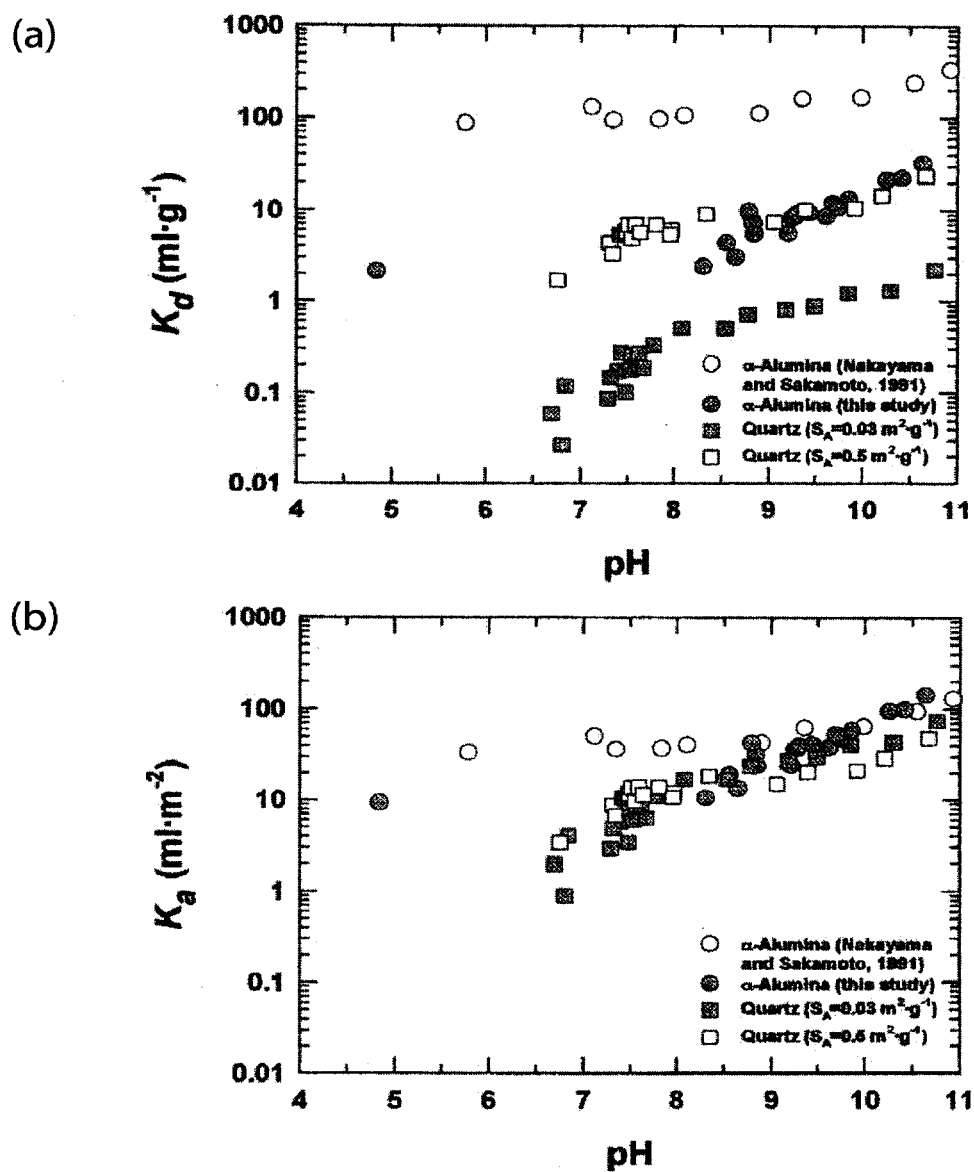 (a)
1000
100
10
1
0.1
0.01
K_d (ml·g⁻¹)
α-Alumina (Nakayama
and Sakamoto, 1991)
α-Alumina (this study)
Quartz (S_A=0.03 m²·g⁻¹)
Quartz (S_A=0.5 m²·g⁻¹)
4 5 6 7 8 9 10 11
pH
(b)
1000
100
10
1
0.1
0.01
K_a (ml·m⁻²)
α-Alumina (Nakayama
and Sakamoto, 1991)
α-Alumina (this study)
Quartz (S_A=0.03 m²·g⁻¹)
Quartz (S_A=0.5 m²·g⁻¹)
4 5 6 7 8 9 10 11
pH